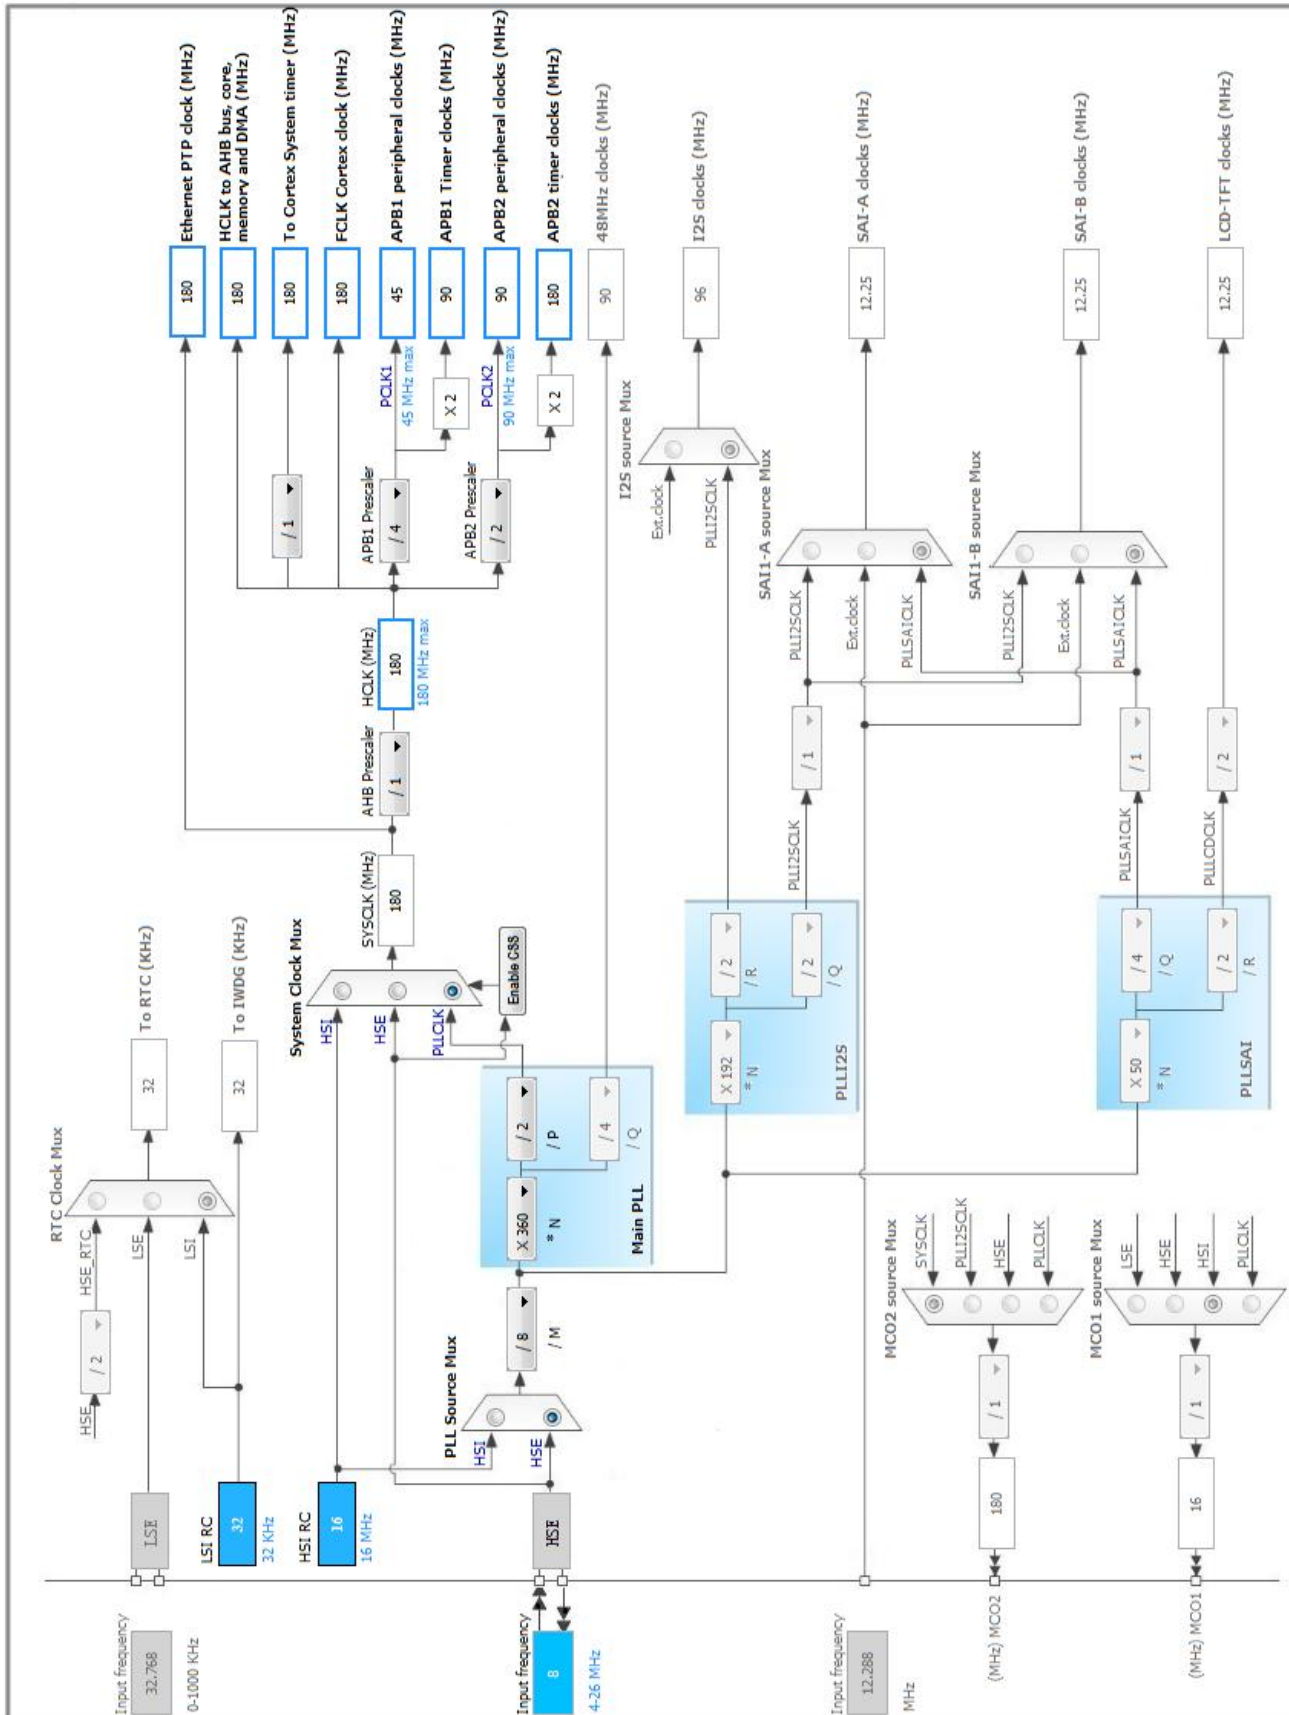 Input frequency
32.768
0-1000 KHz
LSE
LSI RC
32
32 KHz
HSI RC
16
16 MHz
Input frequency
8
4-26 MHz
HSE
Input frequency
12.288
MHz
HSE
/ 2
HSE_RTC
LSE
LSI
RTC Clock Mux
32
To RTC (KHz)
32
To IWDG (KHz)
PLL Source Mux
HSI
HSE
/ 8
/ M
X 360
* N
/ 2
/ P
/ 4
/ Q
Main PLL
System Clock Mux
HSI
HSE
PLLCLK
Enable CSS
SYSCLK (MHz)
180
AHB Prescaler
/ 1
HCLK (MHz)
180
180 MHz max
/ 1
APB1 Prescaler
/ 4
PCLK1
45 MHz max
X 2
APB2 Prescaler
/ 2
PCLK2
90 MHz max
X 2
180
Ethernet PTP clock (MHz)
180
HCLK to AHB bus, core,
memory and DMA (MHz)
180
To Cortex System timer (MHz)
180
FCLK Cortex clock (MHz)
45
APB1 peripheral clocks (MHz)
90
APB1 Timer clocks (MHz)
90
APB2 peripheral clocks (MHz)
180
APB2 timer clocks (MHz)
90
48MHz clocks (MHz)
X 192
* N
/ 2
/ R
/ 2
/ Q
PLLI2S
PLLI2SCLK
/ 1
I2S source Mux
Ext.clock
PLLI2SCLK
96
I2S clocks (MHz)
SAI1-A source Mux
PLLI2SCLK
Ext.clock
PLLSAICLK
12.25
SAI-A clocks (MHz)
SAI1-B source Mux
PLLI2SCLK
Ext.clock
PLLSAICLK
12.25
SAI-B clocks (MHz)
X 50
* N
/ 4
/ Q
/ 2
/ R
PLLSAI
PLLSAICLK
/ 1
PLLLCDCLK
/ 2
12.25
LCD-TFT clocks (MHz)
MCO2 source Mux
SYSCLK
PLLI2SCLK
HSE
PLLCLK
/ 1
180
(MHz) MCO2
MCO1 source Mux
LSE
HSE
HSI
PLLCLK
/ 1
16
(MHz) MCO1